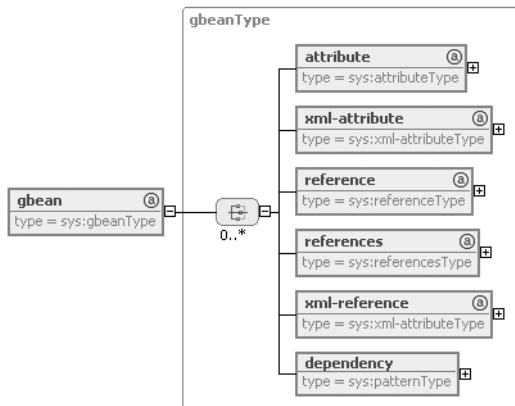 gbeanType
attribute
type = sys:attributeType
xml-attribute
type = sys:xml-attributeType
reference
type = sys:referenceType
gbean
type = sys:gbeanType
0..*
references
type = sys:referencesType
xml-reference
type = sys:xml-attributeType
dependency
type = sys:patternType